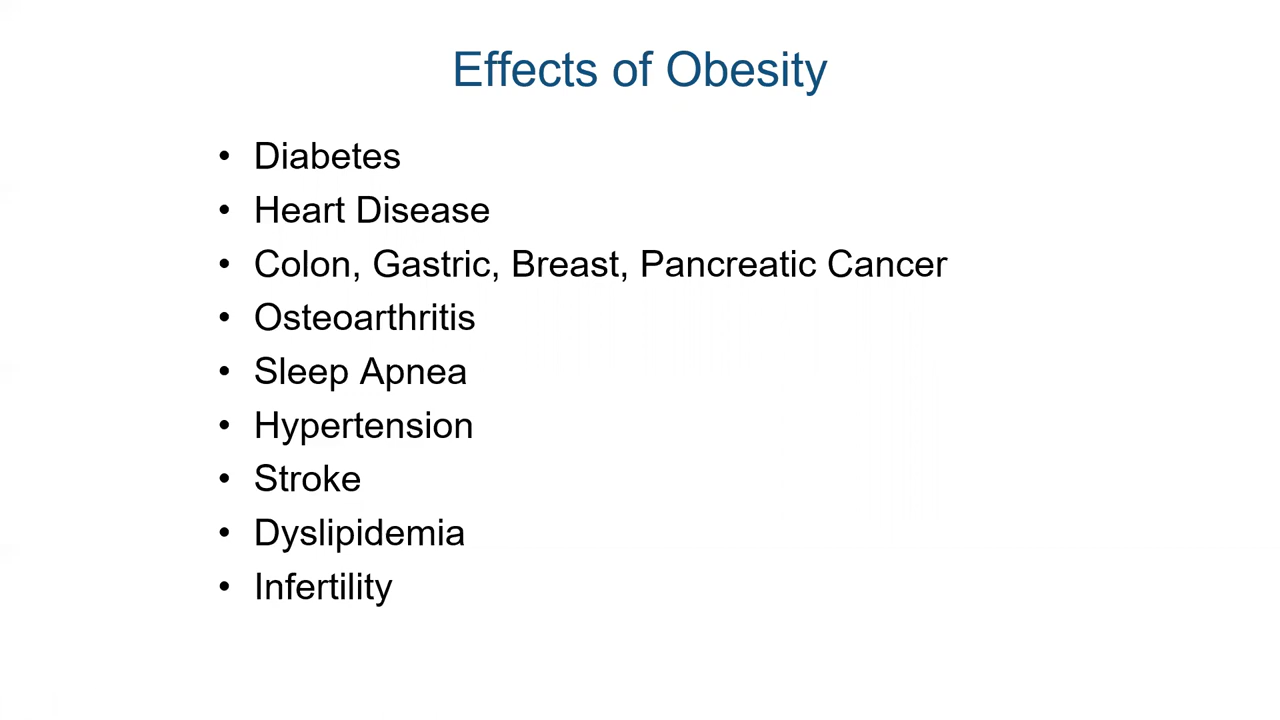 Effects of Obesity
• Diabetes
• Heart Disease
• Colon, Gastric, Breast, Pancreatic Cancer
• Osteoarthritis
• Sleep Apnea
• Hypertension
• Stroke
• Dyslipidemia
• Infertility